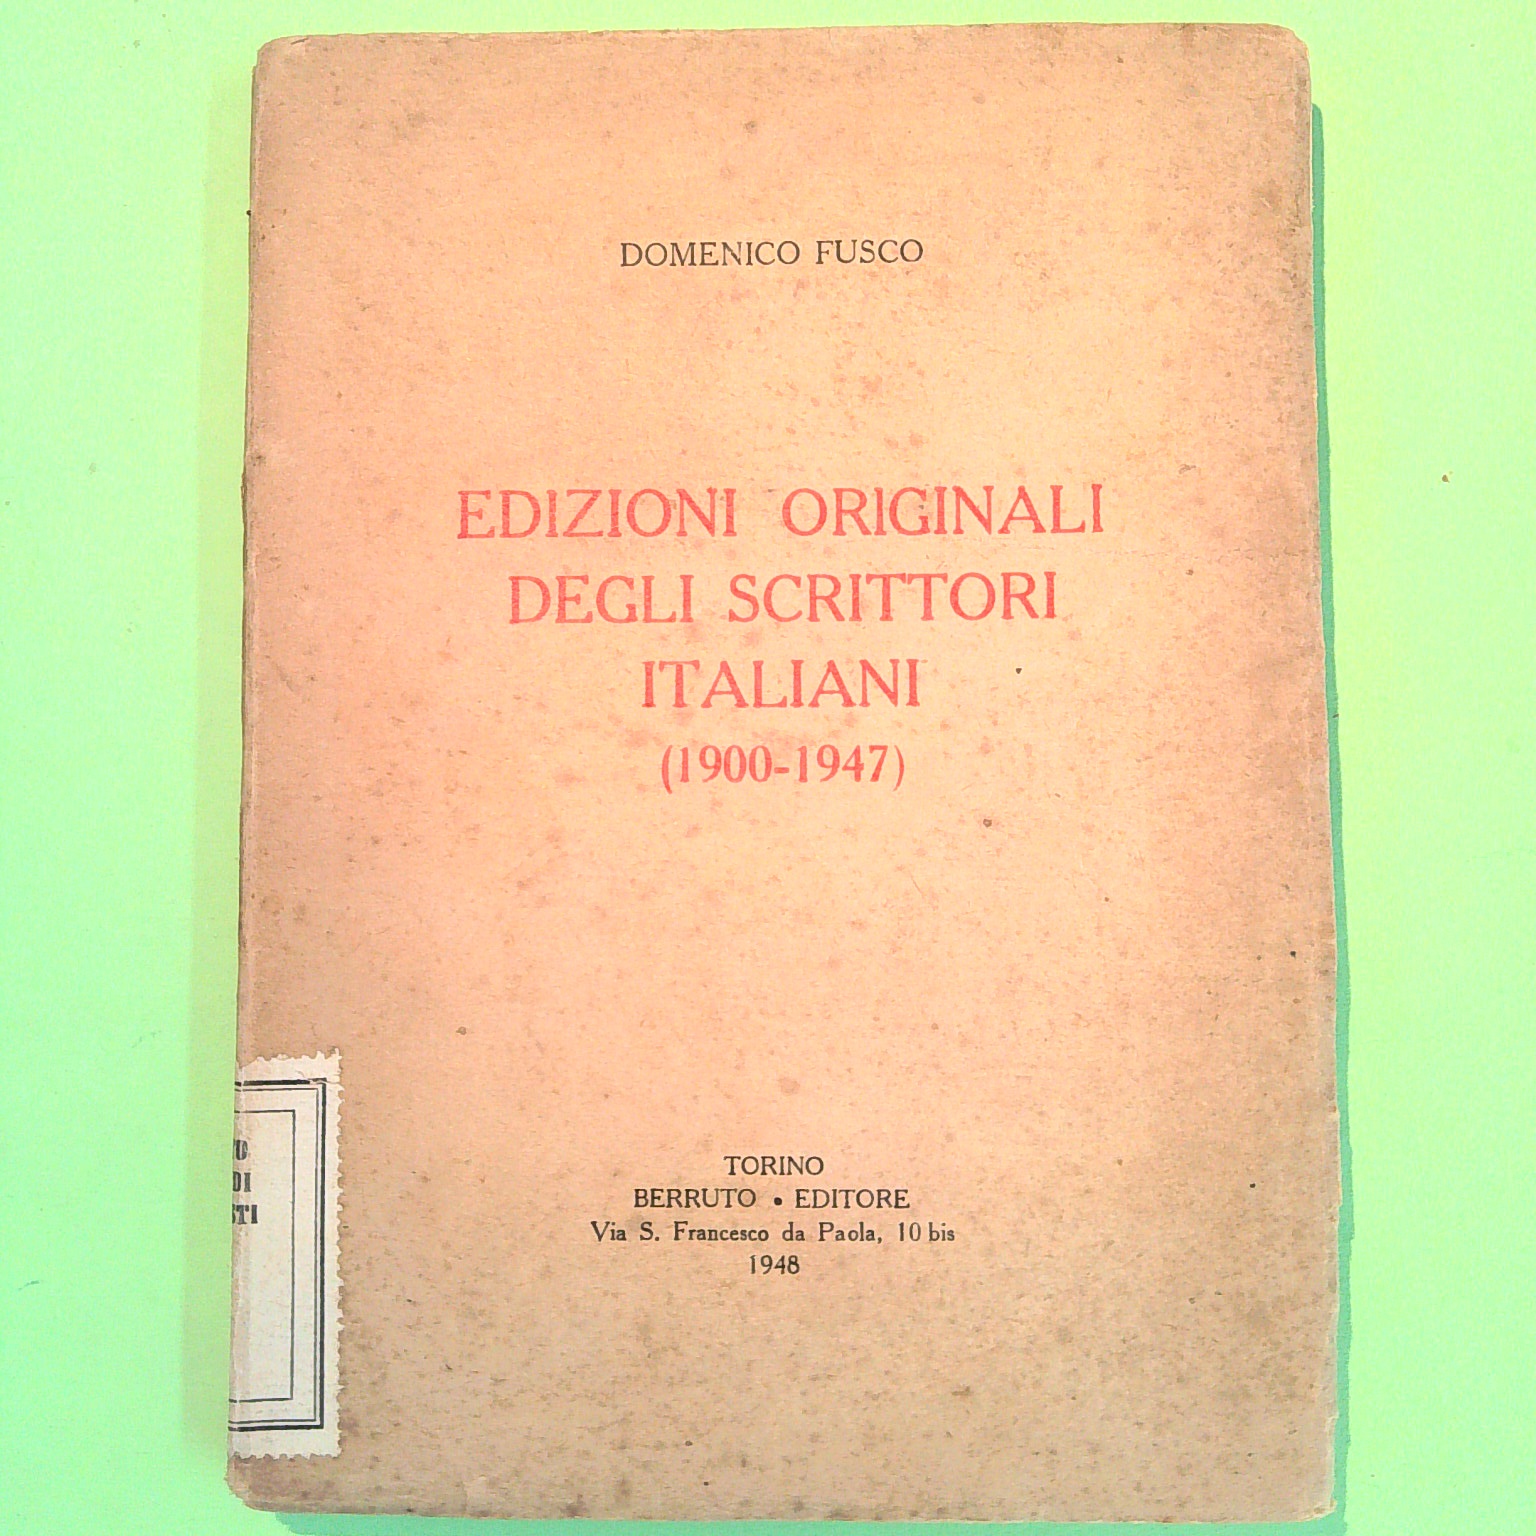 DOMENICO FUSCO
EDIZIONI ORIGINALI
DEGLI SCRITTORI
ITALIANI
(1900-1947)
TORINO
BERRUTO • EDITORE
Via S. Francesco da Paola, 10 bis
1948